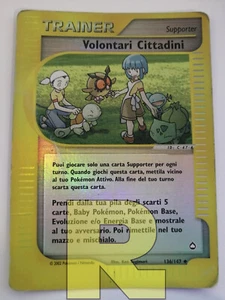 TRAINER
Supporter
Volontari Cittadini
Puoi giocare solo una carta Supporter per ogni
turno. Quando giochi questa carta, mettila vicino
al tuo Pokémon Attivo. Alla fine del tuo turno
scarta questa carta.
Prendi dalla tua pila degli scarti 5
carte, Baby Pokémon, Pokémon Base,
Evoluzione e/o Energia Base e mostrale
al tuo avversario. Poi rimettile nel tuo
mazzo e mischialo.
136/147
R